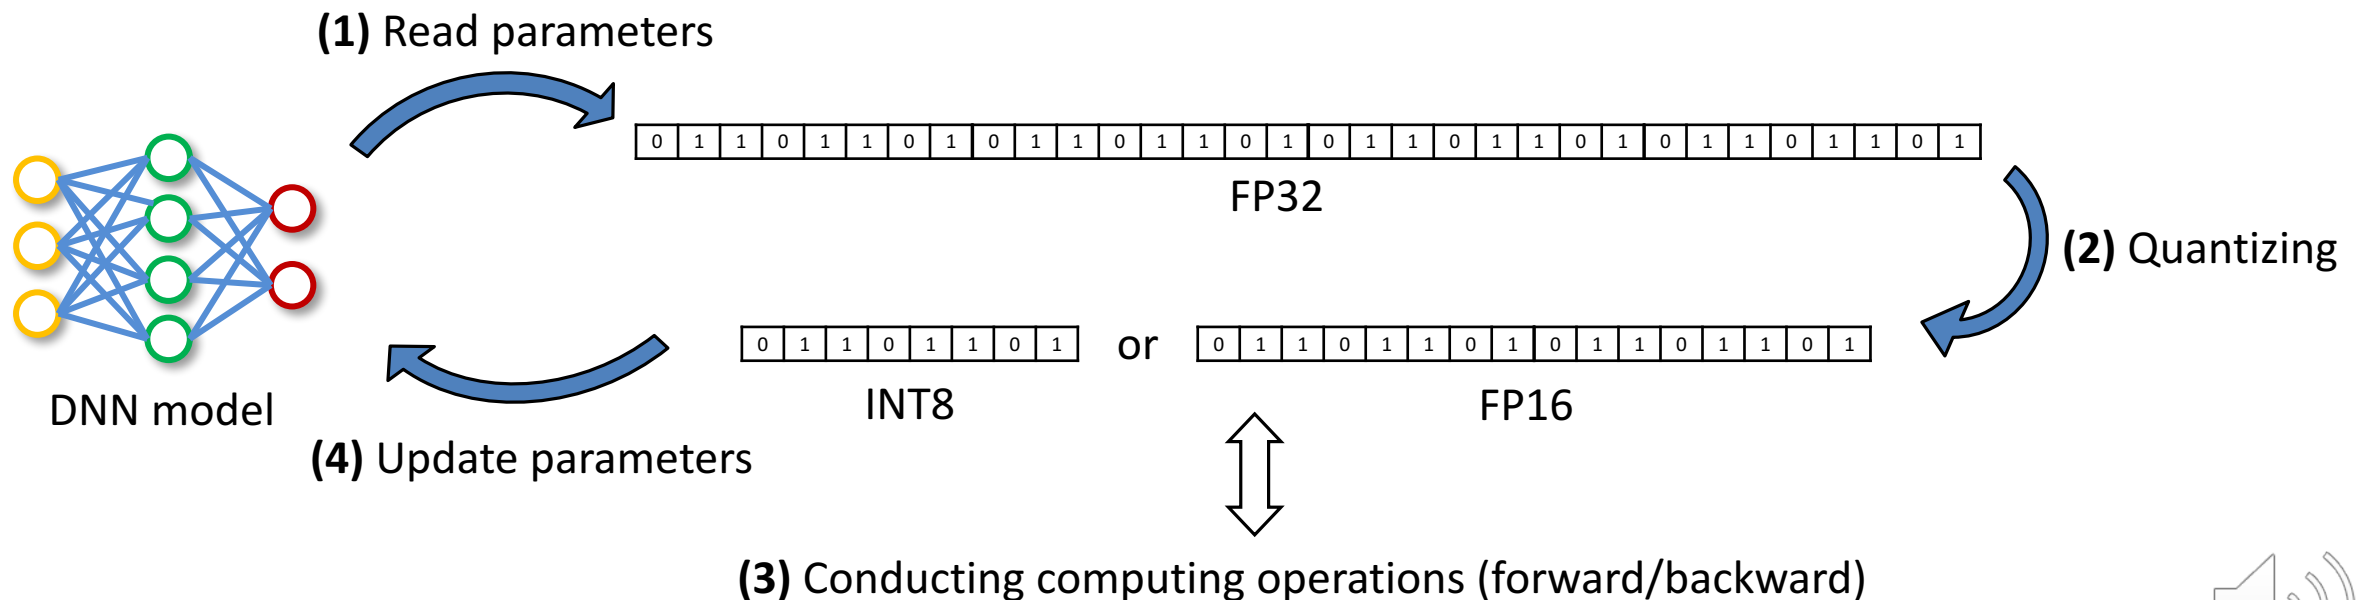 (1) Read parameters
0 1 1 0 1 1 0 1 0 1 1 0 1 1 0 1 0 1 1 0 1 1 0 1 0 1 1 0 1 1 0 1
FP32
(2) Quantizing
0 1 1 0 1 1 0 1 or 0 1 1 0 1 1 0 1 0 1 1 0 1 1 0 1
INT8 FP16
DNN model
(4) Update parameters
(3) Conducting computing operations (forward/backward)